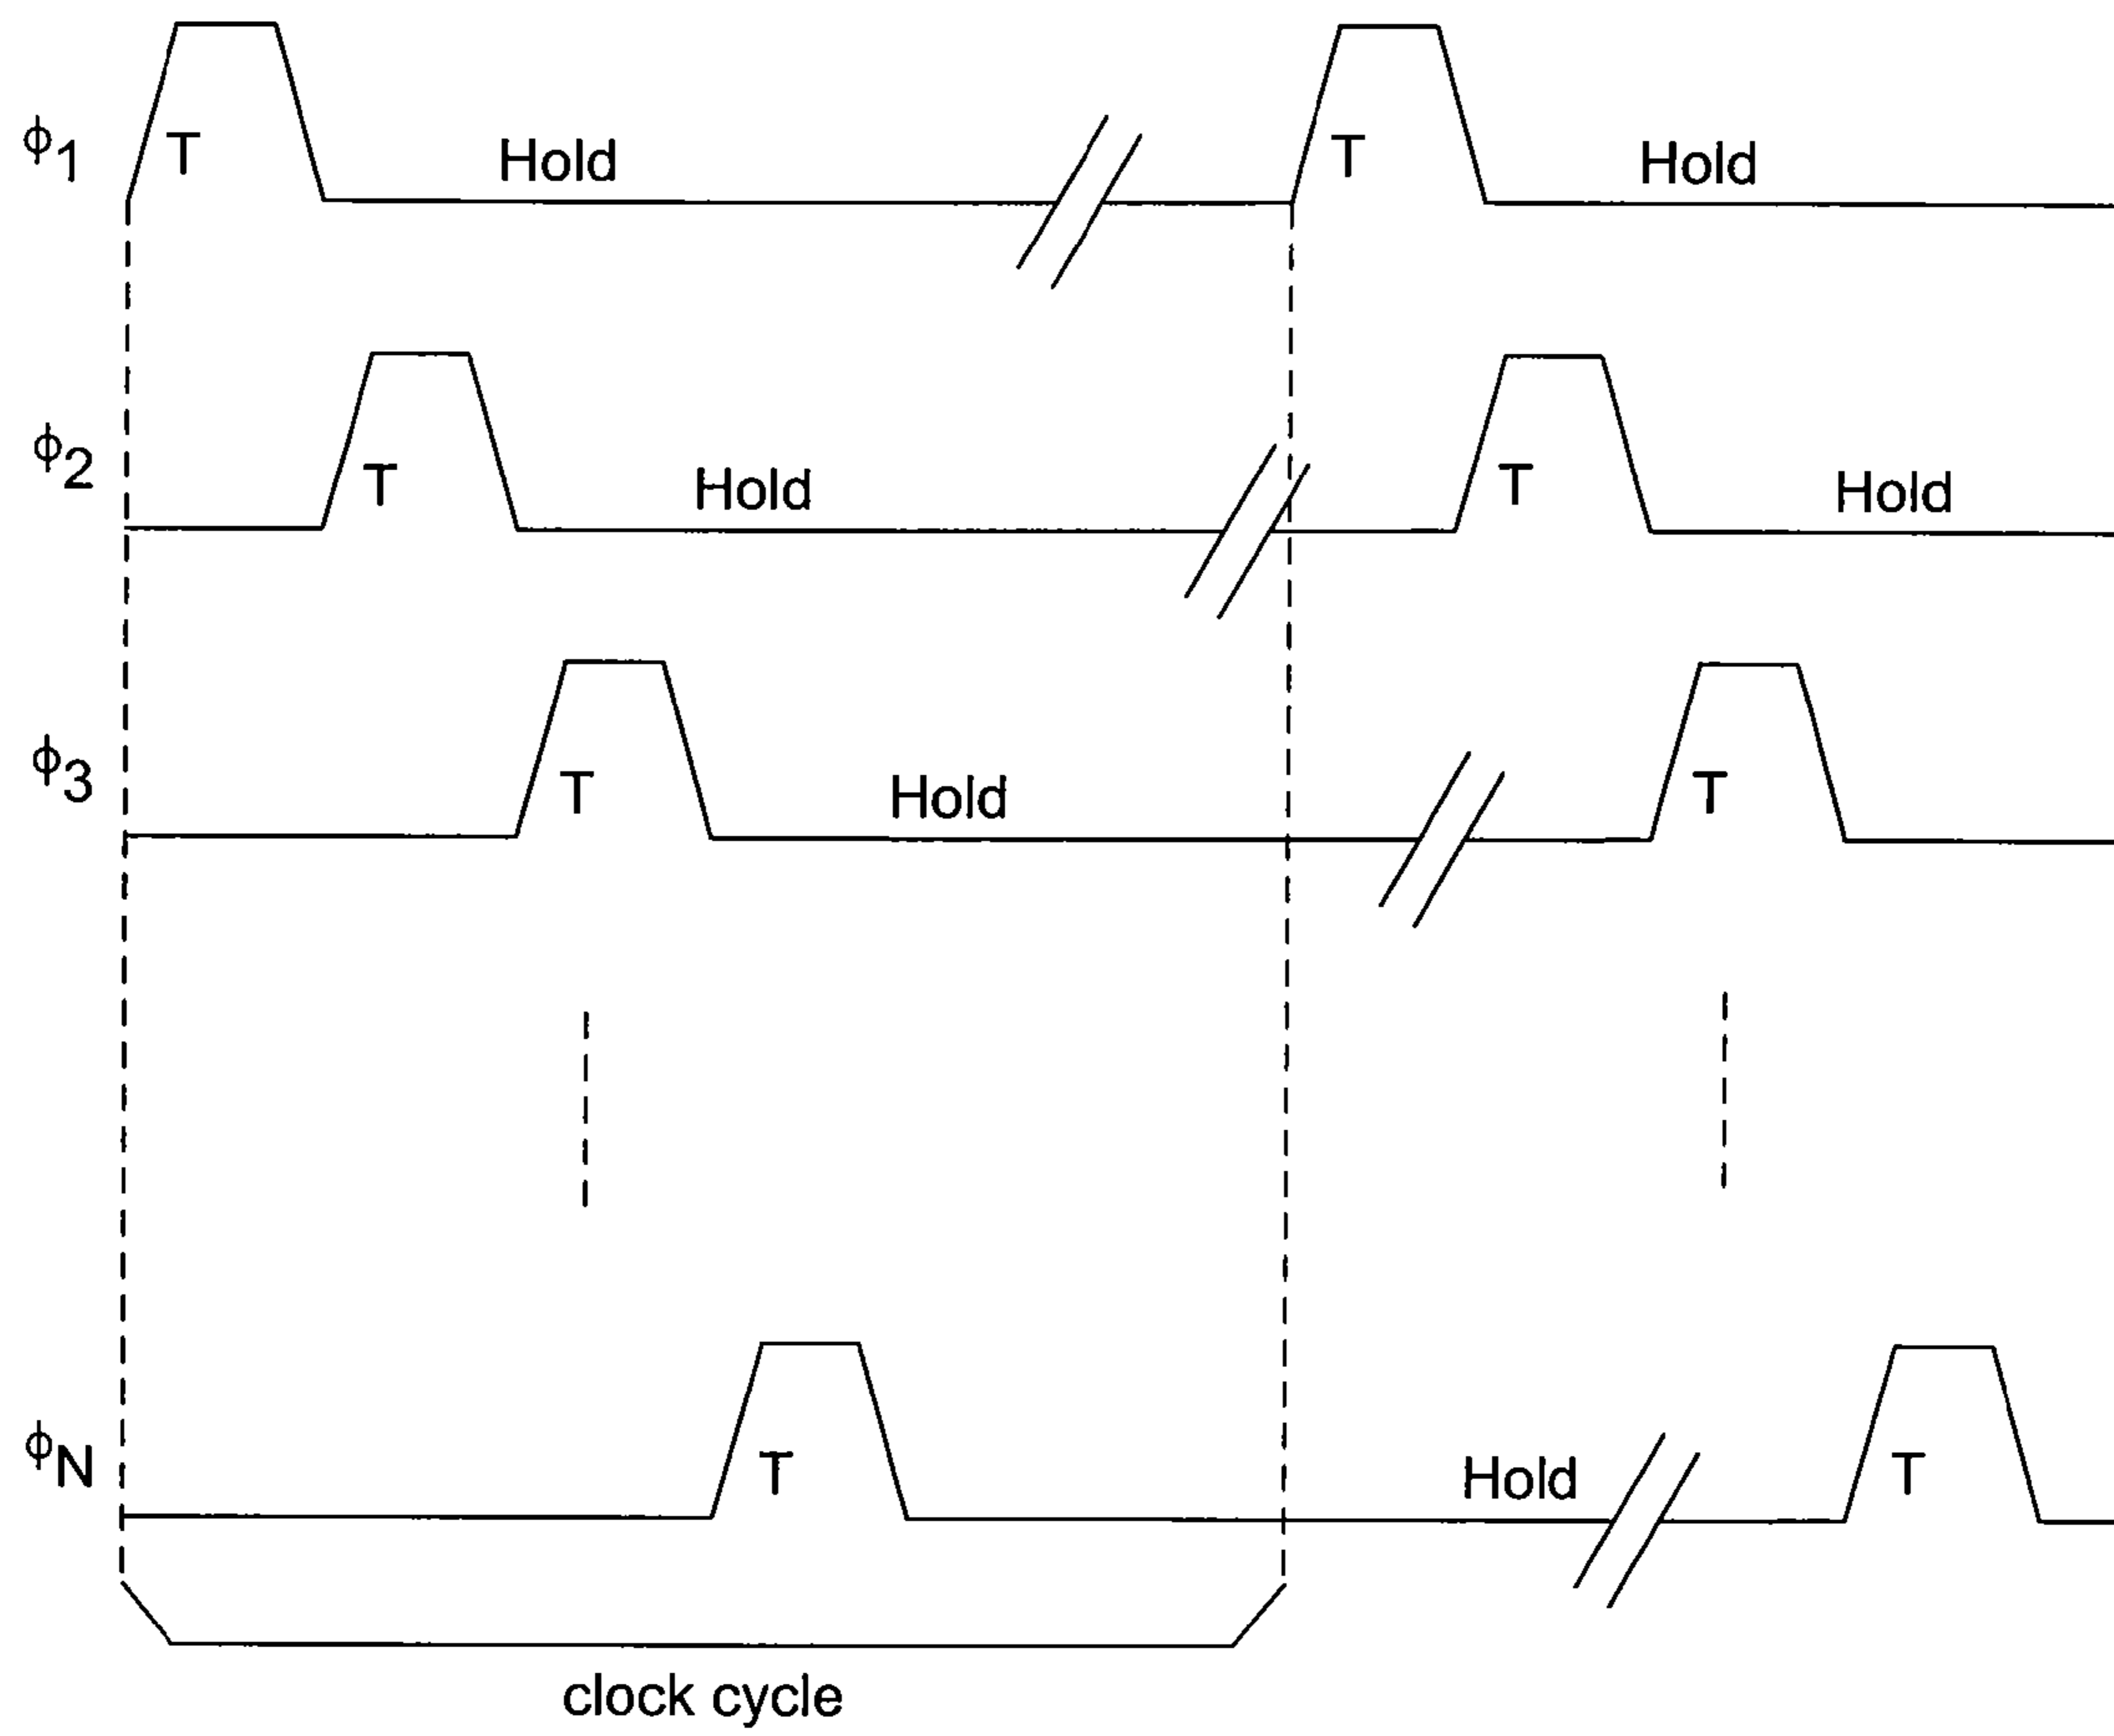 ϕ1 T Hold T Hold
ϕ2 T Hold T Hold
ϕ3 T Hold T
ϕN T Hold T
clock cycle